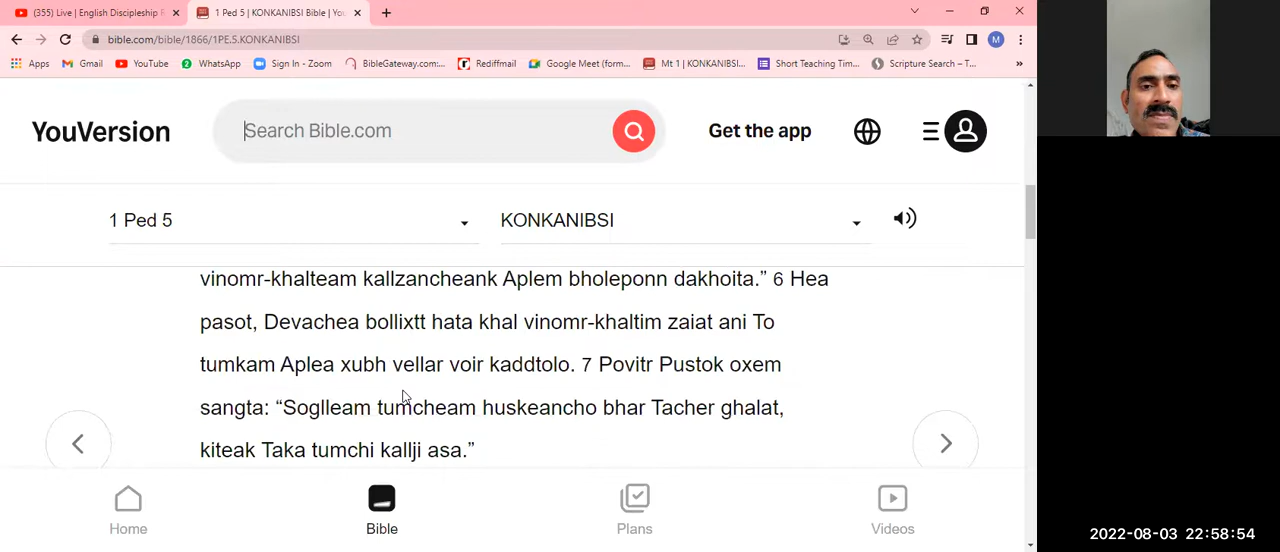 (355) Live | English Discipleship
1 Ped 5 | KONKANIBSI Bible | You
bible.com/bible/1866/1PE.5.KONKANIBSI
Apps Gmail YouTube WhatsApp Sign In - Zoom BibleGateway.com:... Rediffmail Google Meet (form... Mt 1 | KONKANIBSI... Short Teaching Tim... Scripture Search – T... »
M
YouVersion
Search Bible.com
Get the app
1 Ped 5
KONKANIBSI
vinomr-khalteam kallzancheank Aplem bholeponn dakhoita.” 6 Hea
pasot, Devachea bollixtt hata khal vinomr-khaltim zaiat ani To
tumkam Aplea xubh vellar voir kaddtolo. 7 Povitr Pustok oxem
sangta: “Soglleam tumcheam huskeancho bhar Tacher ghalat,
kiteak Taka tumchi kallji asa.”
Home
Bible
Plans
Videos
2022-08-03 22:58:54